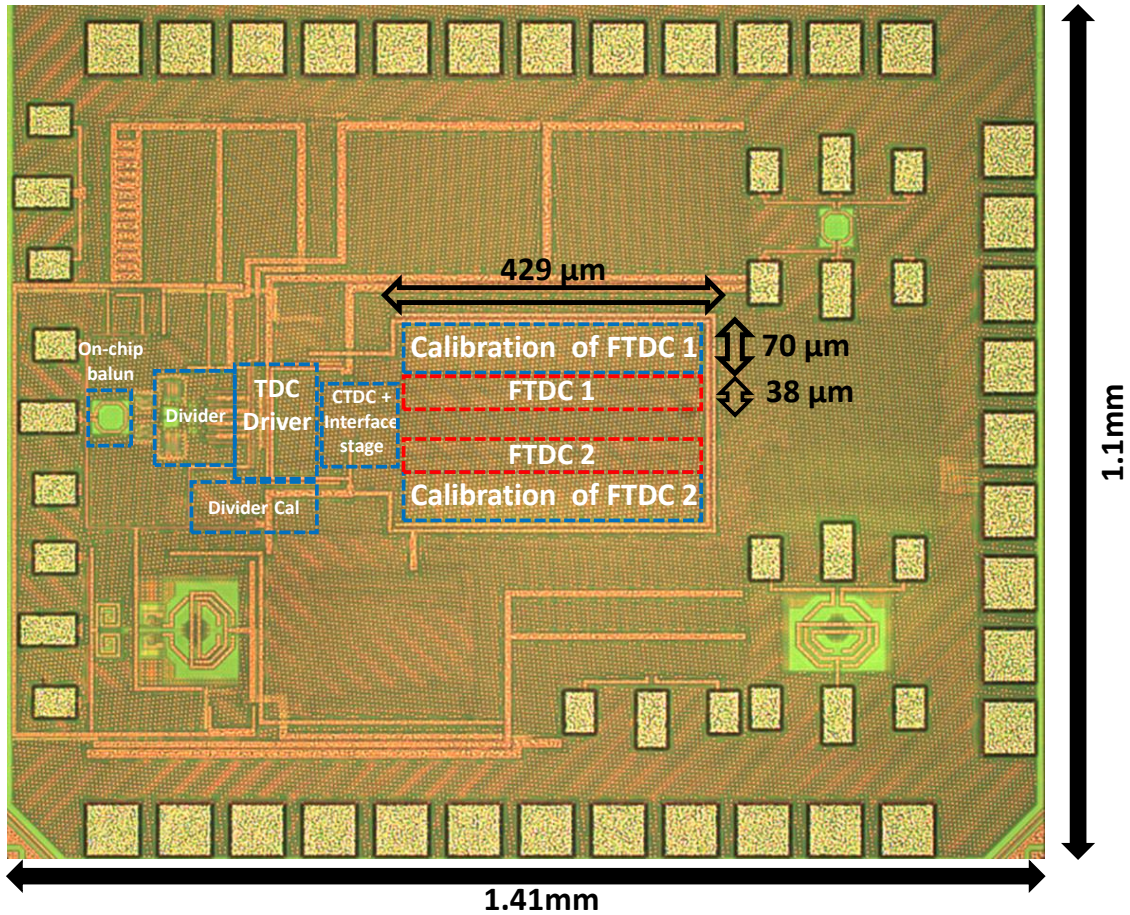 429 µm
Calibration of FTDC 1
70 µm
On-chip
balun
FTDC 1
38 µm
Divider
TDC
Driver
CTDC +
Interface
stage
FTDC 2
Calibration of FTDC 2
Divider Cal
1.1mm
1.41mm